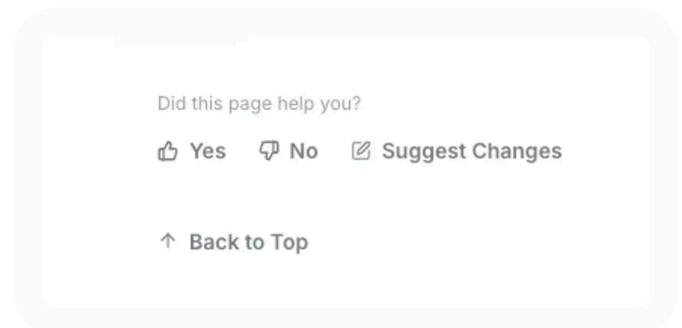 Did this page help you?
Yes No Suggest Changes
Back to Top